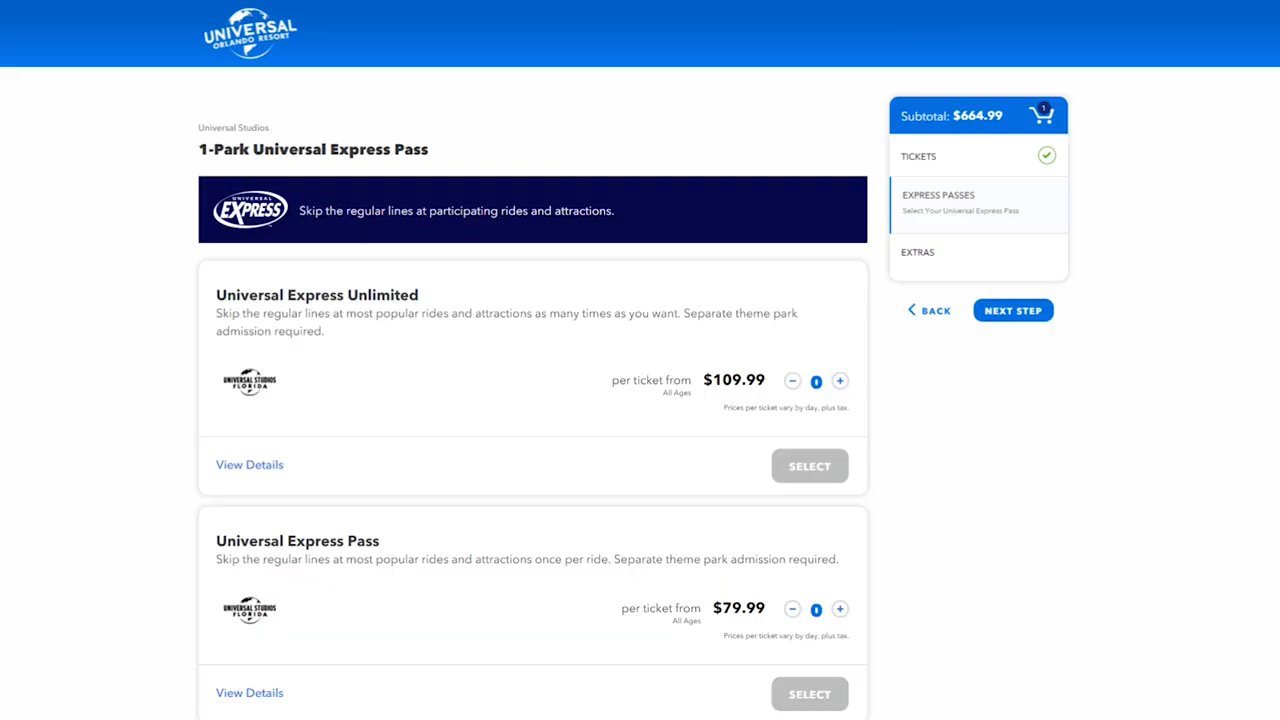 UNIVERSAL
ORLANDO RESORT
Subtotal: $664.99
1
Universal Studios
1-Park Universal Express Pass
TICKETS
UNIVERSAL
EXPRESS
Skip the regular lines at participating rides and attractions.
EXPRESS PASSES
Select Your Universal Express Pass
EXTRAS
BACK
NEXT STEP
Universal Express Unlimited
Skip the regular lines at most popular rides and attractions as many times as you want. Separate theme park
admission required.
UNIVERSAL STUDIOS
FLORIDA
per ticket from $109.99 − 0 +
All Ages
Prices per ticket vary by day, plus tax.
View Details
SELECT
Universal Express Pass
Skip the regular lines at most popular rides and attractions once per ride. Separate theme park admission required.
UNIVERSAL STUDIOS
FLORIDA
per ticket from $79.99 − 0 +
All Ages
Prices per ticket vary by day, plus tax.
View Details
SELECT